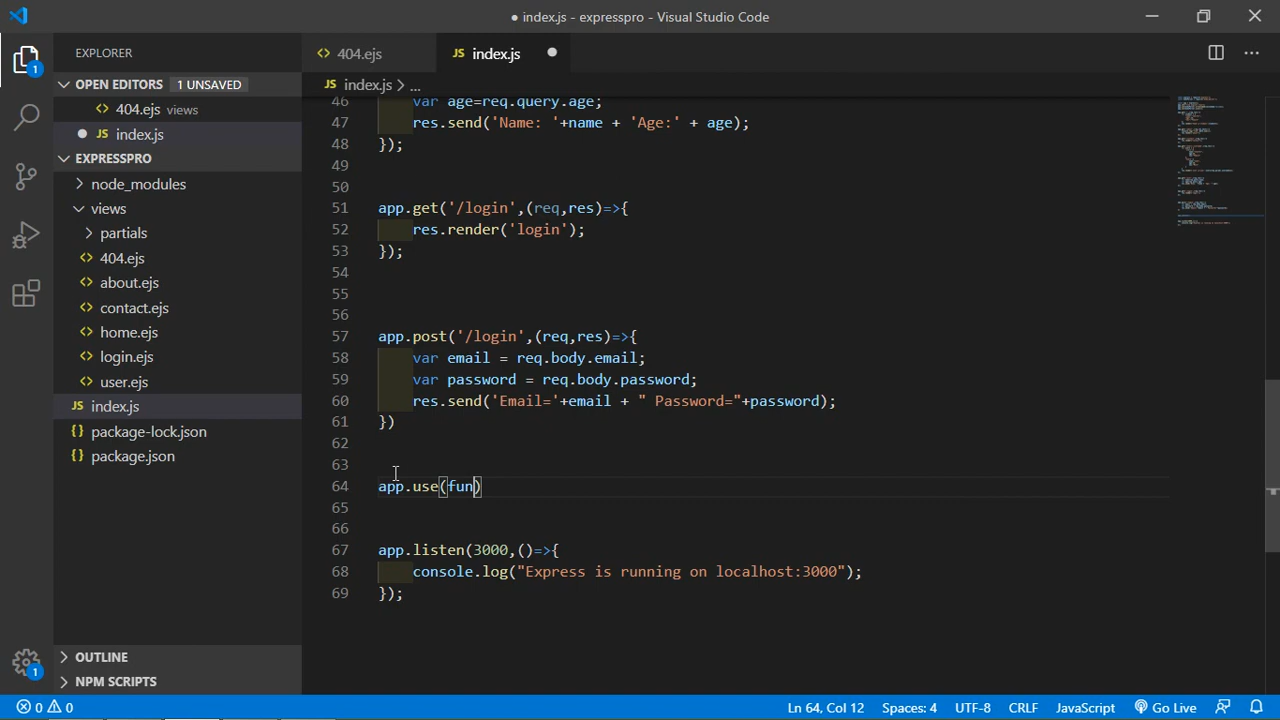 ● index.js - expresspro - Visual Studio Code
EXPLORER
404.ejs
index.js
OPEN EDITORS 1 UNSAVED
index.js > ...
404.ejs views
index.js
EXPRESSPRO
node_modules
views
partials
404.ejs
about.ejs
contact.ejs
home.ejs
login.ejs
user.ejs
index.js
package-lock.json
package.json
OUTLINE
NPM SCRIPTS
1
1
46 var age=req.query.age;
47 res.send('Name: '+name + 'Age:' + age);
48 });
49
50
51 app.get('/login',(req,res)=>{
52 res.render('login');
53 });
54
55
56
57 app.post('/login',(req,res)=>{
58 var email = req.body.email;
59 var password = req.body.password;
60 res.send('Email='+email + " Password="+password);
61 })
62
63
64 app.use(fun)
65
66
67 app.listen(3000,()=>{
68 console.log("Express is running on localhost:3000");
69 });
0 0 Ln 64, Col 12 Spaces: 4 UTF-8 CRLF JavaScript Go Live